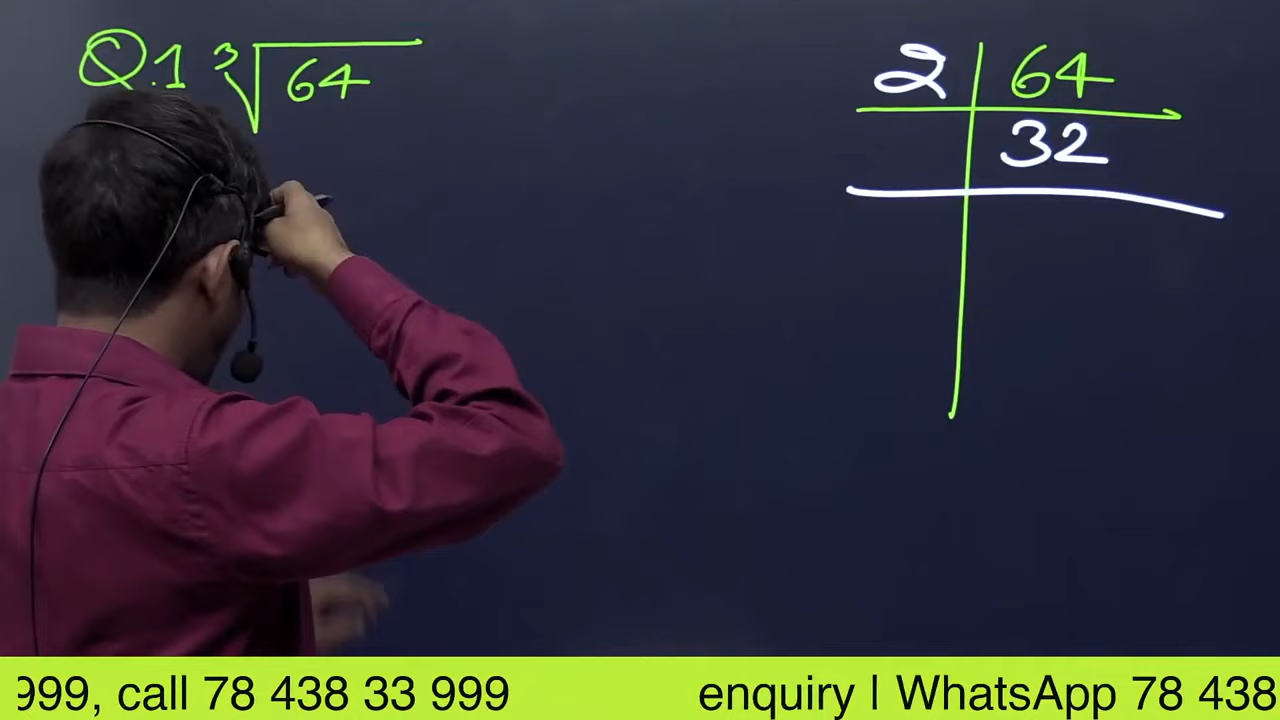 Q.1 ∛64
2 | 64
32
999, call 78 438 33 999 enquiry | WhatsApp 78 438